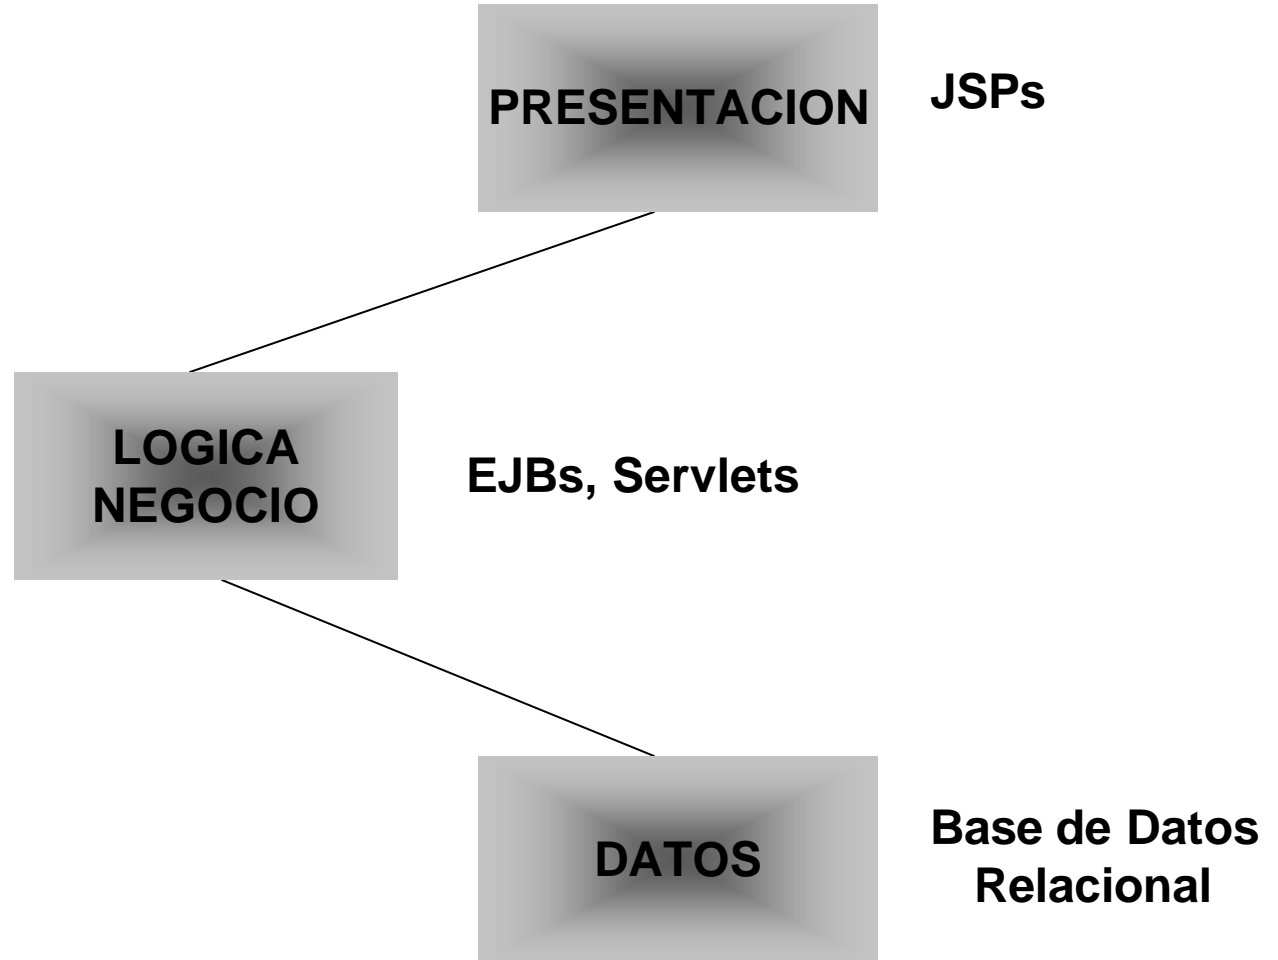 PRESENTACION
JSPs
LOGICA
NEGOCIO
EJBs, Servlets
DATOS
Base de Datos
Relacional